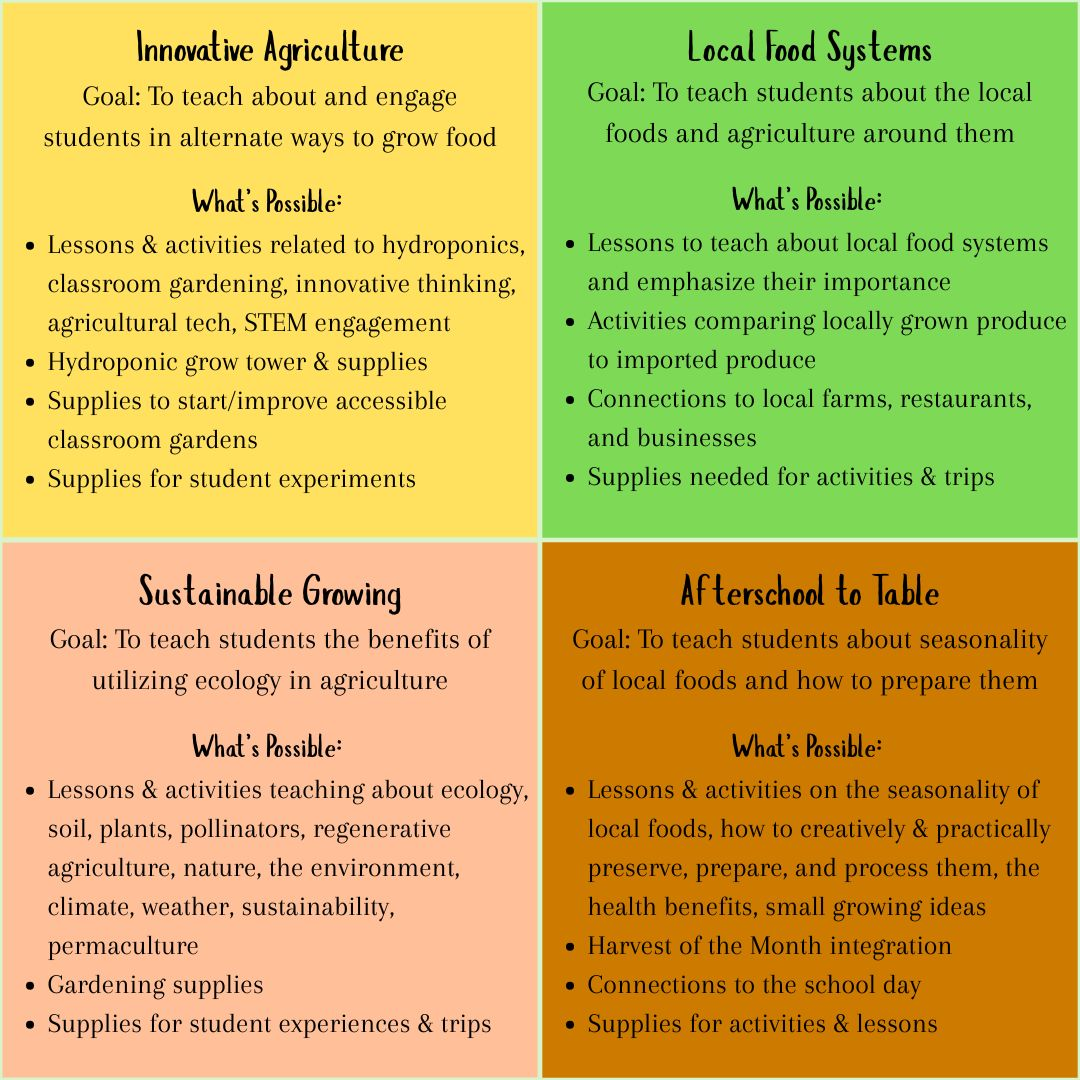 Innovative Agriculture
Goal: To teach about and engage
students in alternate ways to grow food
What's Possible:
• Lessons & activities related to hydroponics,
classroom gardening, innovative thinking,
agricultural tech, STEM engagement
• Hydroponic grow tower & supplies
• Supplies to start/improve accessible
classroom gardens
• Supplies for student experiments
Local Food Systems
Goal: To teach students about the local
foods and agriculture around them
What's Possible:
• Lessons to teach about local food systems
and emphasize their importance
• Activities comparing locally grown produce
to imported produce
• Connections to local farms, restaurants,
and businesses
• Supplies needed for activities & trips
Sustainable Growing
Goal: To teach students the benefits of
utilizing ecology in agriculture
What's Possible:
• Lessons & activities teaching about ecology,
soil, plants, pollinators, regenerative
agriculture, nature, the environment,
climate, weather, sustainability,
permaculture
• Gardening supplies
• Supplies for student experiences & trips
Afterschool to Table
Goal: To teach students about seasonality
of local foods and how to prepare them
What's Possible:
• Lessons & activities on the seasonality of
local foods, how to creatively & practically
preserve, prepare, and process them, the
health benefits, small growing ideas
• Harvest of the Month integration
• Connections to the school day
• Supplies for activities & lessons